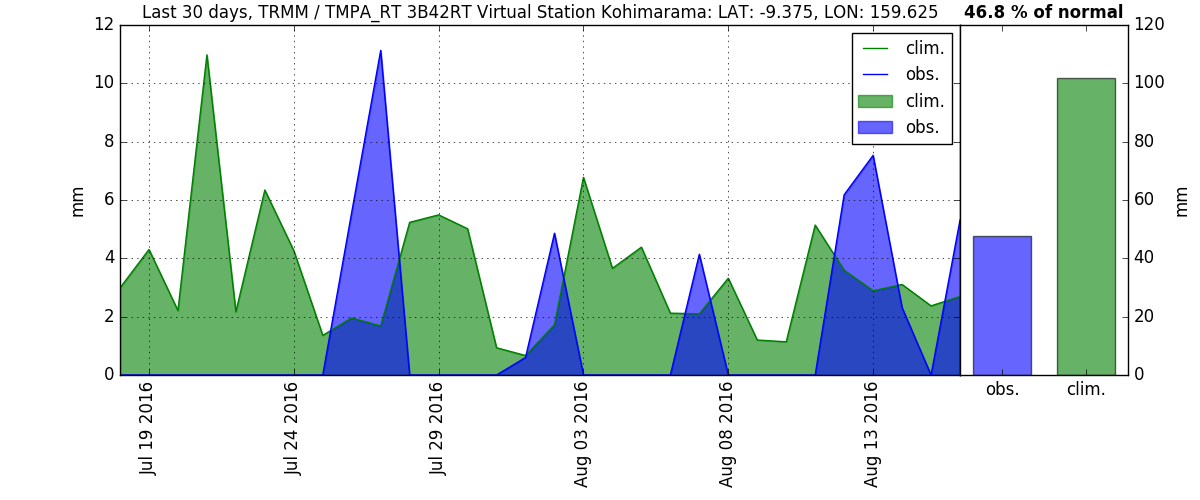 Last 30 days, TRMM / TMPA_RT 3B42RT Virtual Station Kohimarama: LAT: -9.375, LON: 159.625
46.8 % of normal
clim.
obs.
clim.
obs.
12
10
8
6
4
2
0
mm
120
100
80
60
40
20
0
mm
Jul 19 2016
Jul 24 2016
Jul 29 2016
Aug 03 2016
Aug 08 2016
Aug 13 2016
obs.
clim.